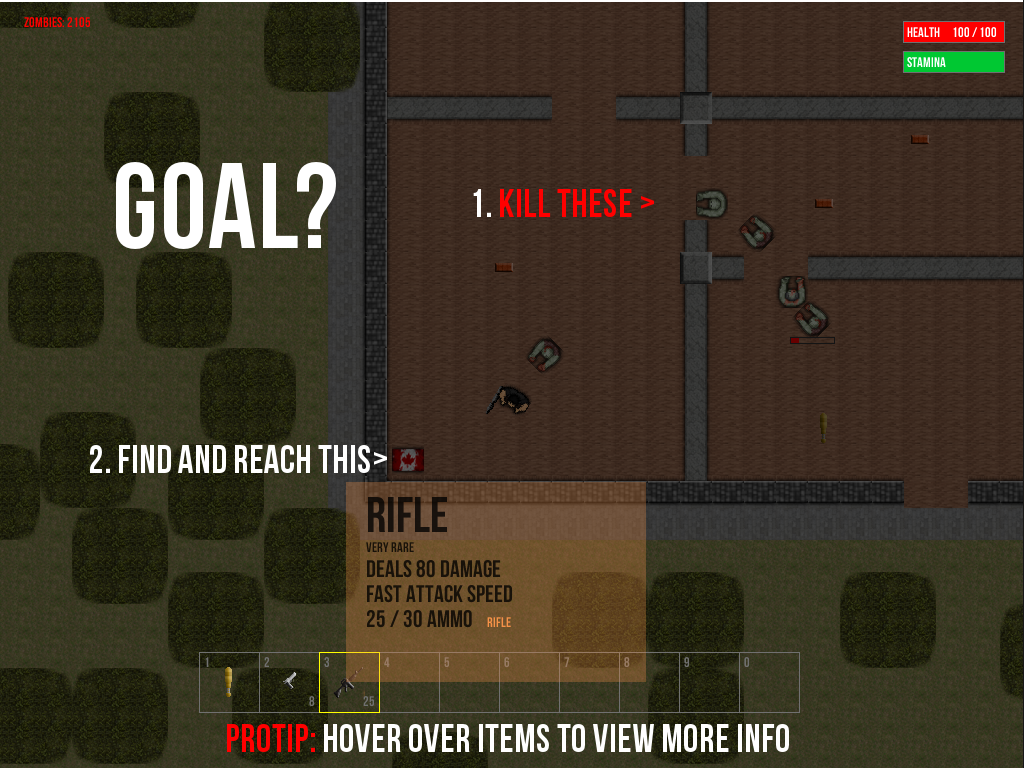 ZOMBIES: 2106
HEALTH 100 / 100
STAMINA
GOAL?
1. KILL THESE >
2. FIND AND REACH THIS>
RIFLE
VERY RARE
DEALS 80 DAMAGE
FAST ATTACK SPEED
25 / 30 AMMO RIFLE
1 2 3 4 5 6 7 8 9 0
8 25
PROTIP: HOVER OVER ITEMS TO VIEW MORE INFO